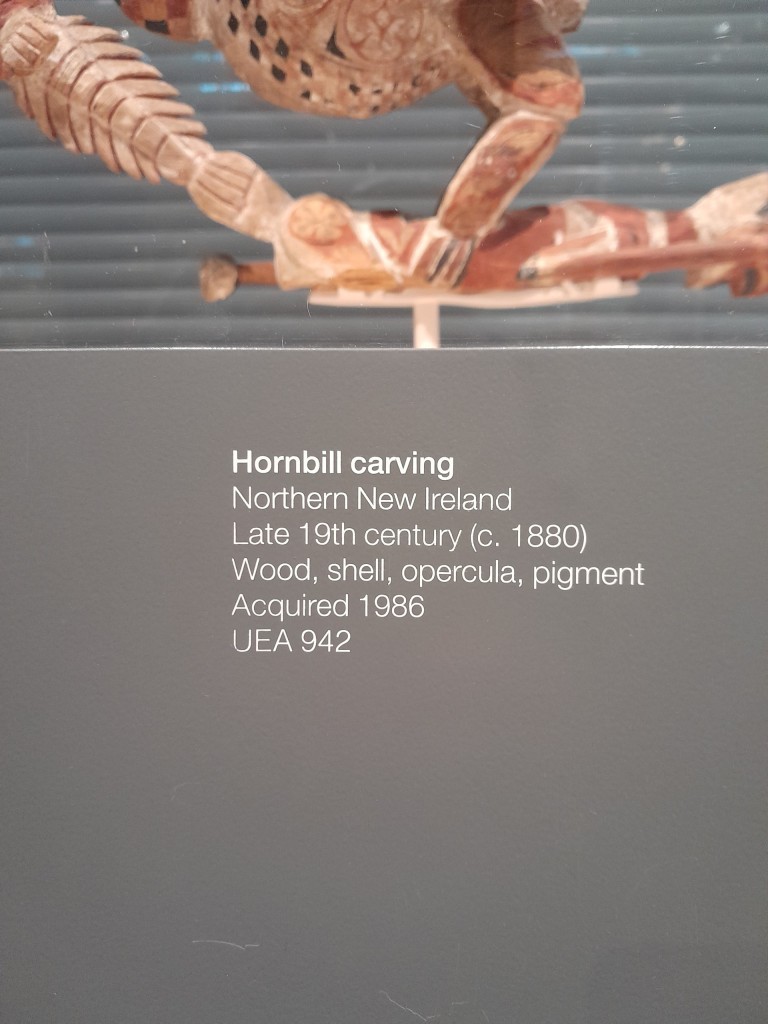 Hornbill carving
Northern New Ireland
Late 19th century (c. 1880)
Wood, shell, opercula, pigment
Acquired 1986
UEA 942